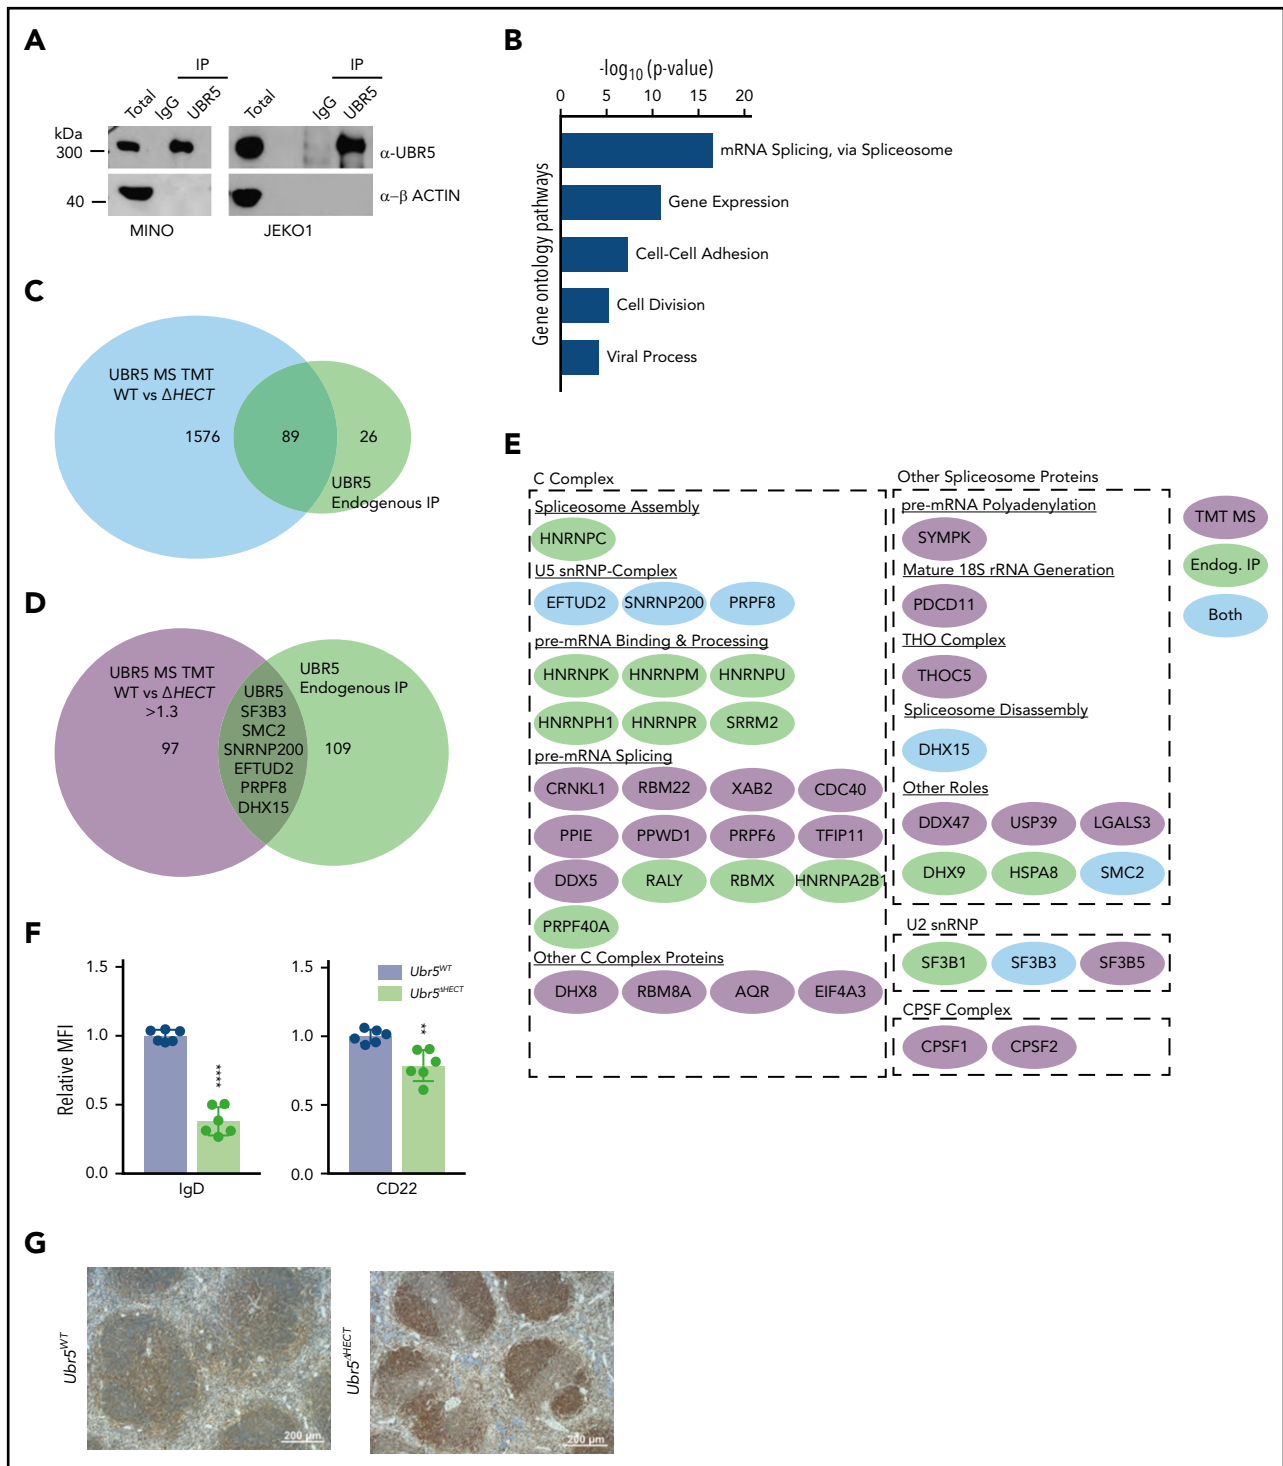 A
IP
Total
IgG
UBR5
IP
Total
IgG
UBR5
kDa
300
α-UBR5
40
α–β ACTIN
MINO
JEKO1
B
-log10 (p-value)
0 5 10 15 20
Gene ontology pathways
mRNA Splicing, via Spliceosome
Gene Expression
Cell-Cell Adhesion
Cell Division
Viral Process
C
UBR5 MS TMT
WT vs ΔHECT
1576
89
26
UBR5
Endogenous IP
D
UBR5 MS TMT
WT vs ΔHECT
>1.3
97
UBR5
SF3B3
SMC2
SNRNP200
EFTUD2
PRPF8
DHX15
UBR5
Endogenous IP
109
E
C Complex
Spliceosome Assembly
HNRNPC
U5 snRNP-Complex
EFTUD2 SNRNP200 PRPF8
pre-mRNA Binding & Processing
HNRNPK HNRNPM HNRNPU
HNRNPH1 HNRNPR SRRM2
pre-mRNA Splicing
CRNKL1 RBM22 XAB2 CDC40
PPIE PPWD1 PRPF6 TFIP11
DDX5 RALY RBMX HNRNPA2B1
PRPF40A
Other C Complex Proteins
DHX8 RBM8A AQR EIF4A3
Other Spliceosome Proteins
pre-mRNA Polyadenylation
SYMPK
Mature 18S rRNA Generation
PDCD11
THO Complex
THOC5
Spliceosome Disassembly
DHX15
Other Roles
DDX47 USP39 LGALS3
DHX9 HSPA8 SMC2
U2 snRNP
SF3B1 SF3B3 SF3B5
CPSF Complex
CPSF1 CPSF2
TMT MS
Endog. IP
Both
F
Relative MFI
1.5
1.0
0.5
0.0
****
IgD
1.5
1.0
0.5
0.0
**
CD22
Ubr5WT
Ubr5ΔHECT
G
Ubr5WT
200 µm
Ubr5ΔHECT
200 µm